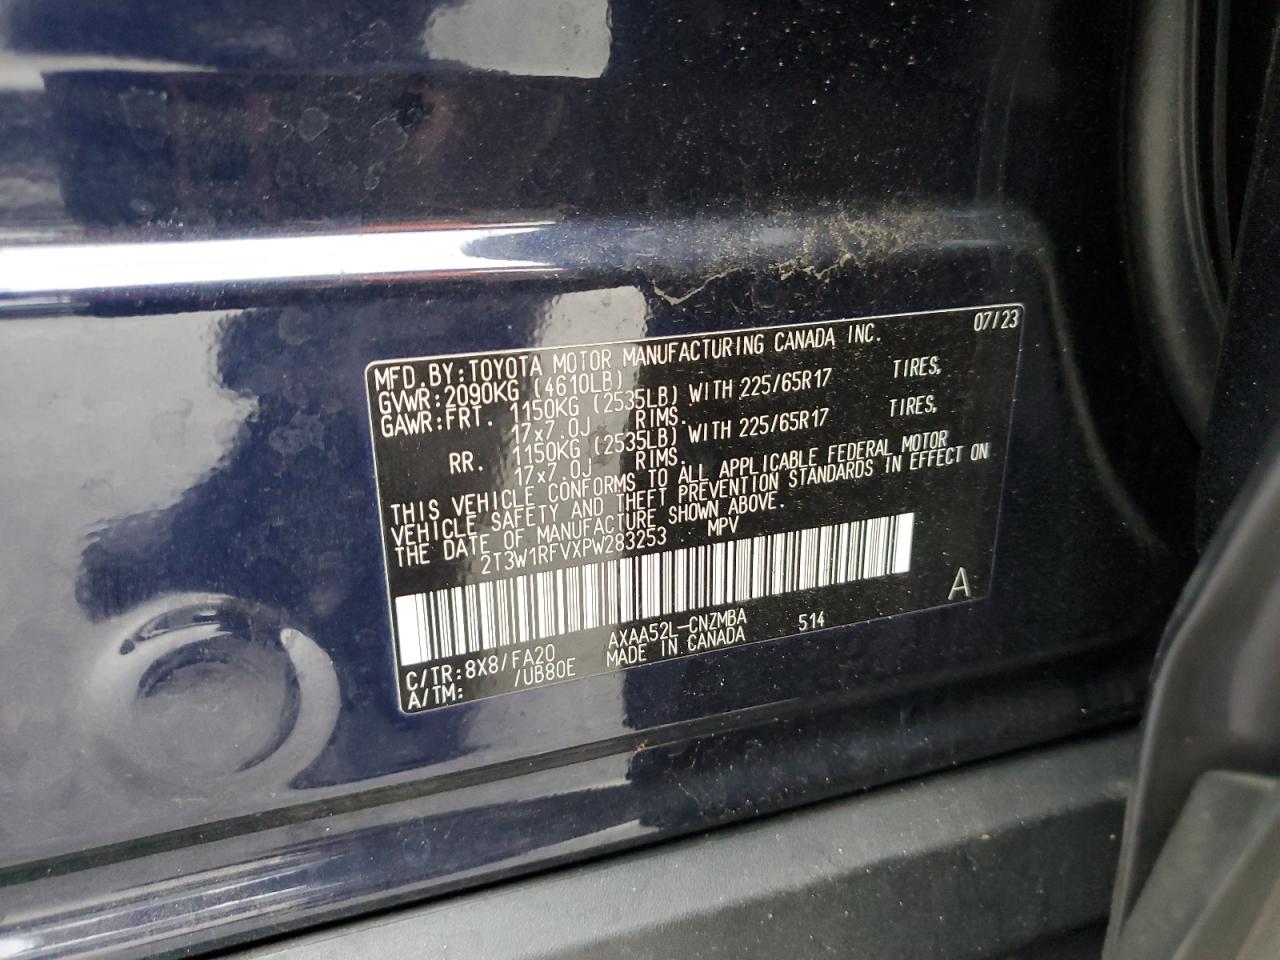 MFD.BY:TOYOTA MOTOR MANUFACTURING CANADA INC. 07/23
GVWR:2090KG (4610LB)
GAWR:FRT. 1150KG (2535LB) WITH 225/65R17 TIRES,
17x7.0J RIMS.
RR. 1150KG (2535LB) WITH 225/65R17 TIRES,
17x7.0J RIMS.
THIS VEHICLE CONFORMS TO ALL APPLICABLE FEDERAL MOTOR
VEHICLE SAFETY AND THEFT PREVENTION STANDARDS IN EFFECT ON
THE DATE OF MANUFACTURE SHOWN ABOVE.
2T3W1RFVXPW283253 MPV
A
C/TR:8X8/FA20 AXAA52L-CNZMBA 514
A/TM: /UB80E MADE IN CANADA